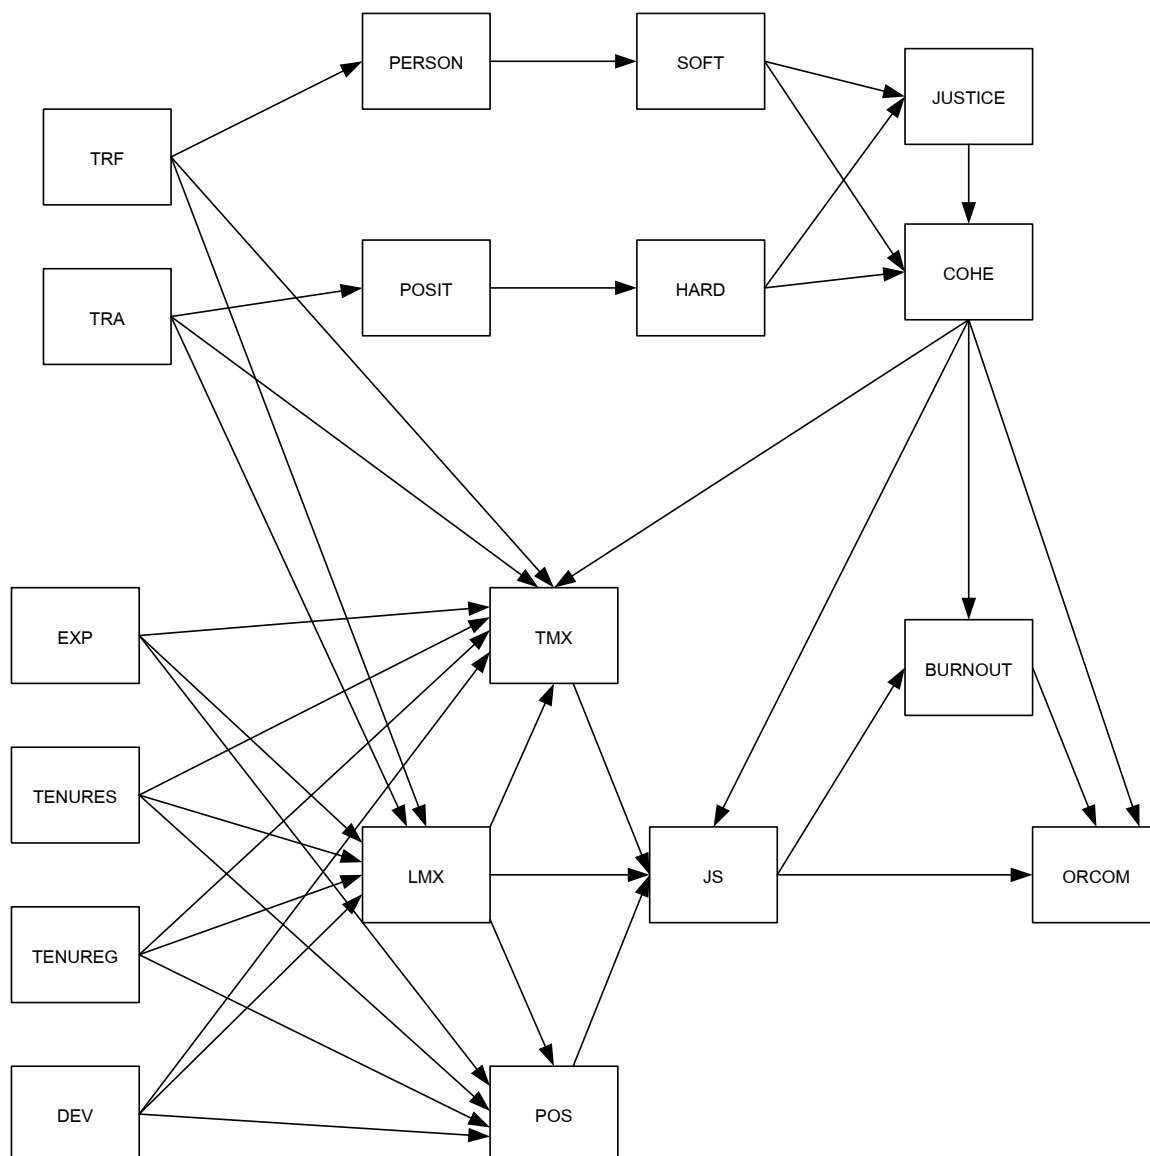 PERSON
SOFT
JUSTICE
TRF
COHE
POSIT
HARD
TRA
EXP
TMX
BURNOUT
TENURES
LMX
JS
ORCOM
TENUREG
DEV
POS